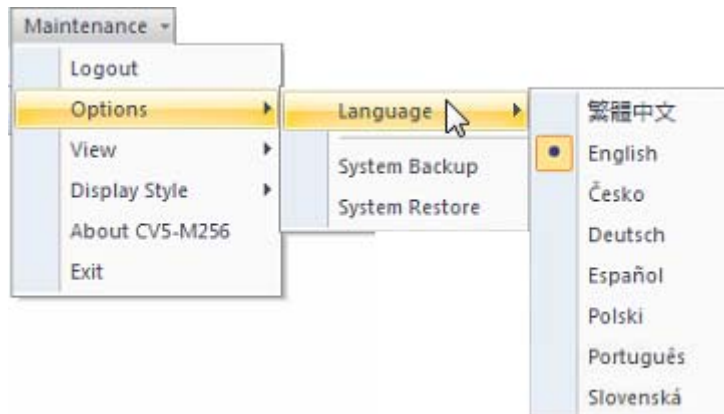 Maintenance
Logout
Options
View
Display Style
About CV5-M256
Exit
Language
System Backup
System Restore
繁體中文
English
Česko
Deutsch
Español
Polski
Português
Slovenská